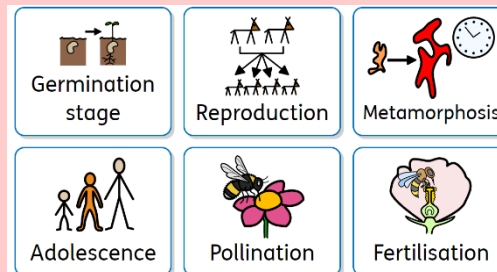 Germination
stage
Reproduction
Metamorphosis
Adolescence
Pollination
Fertilisation